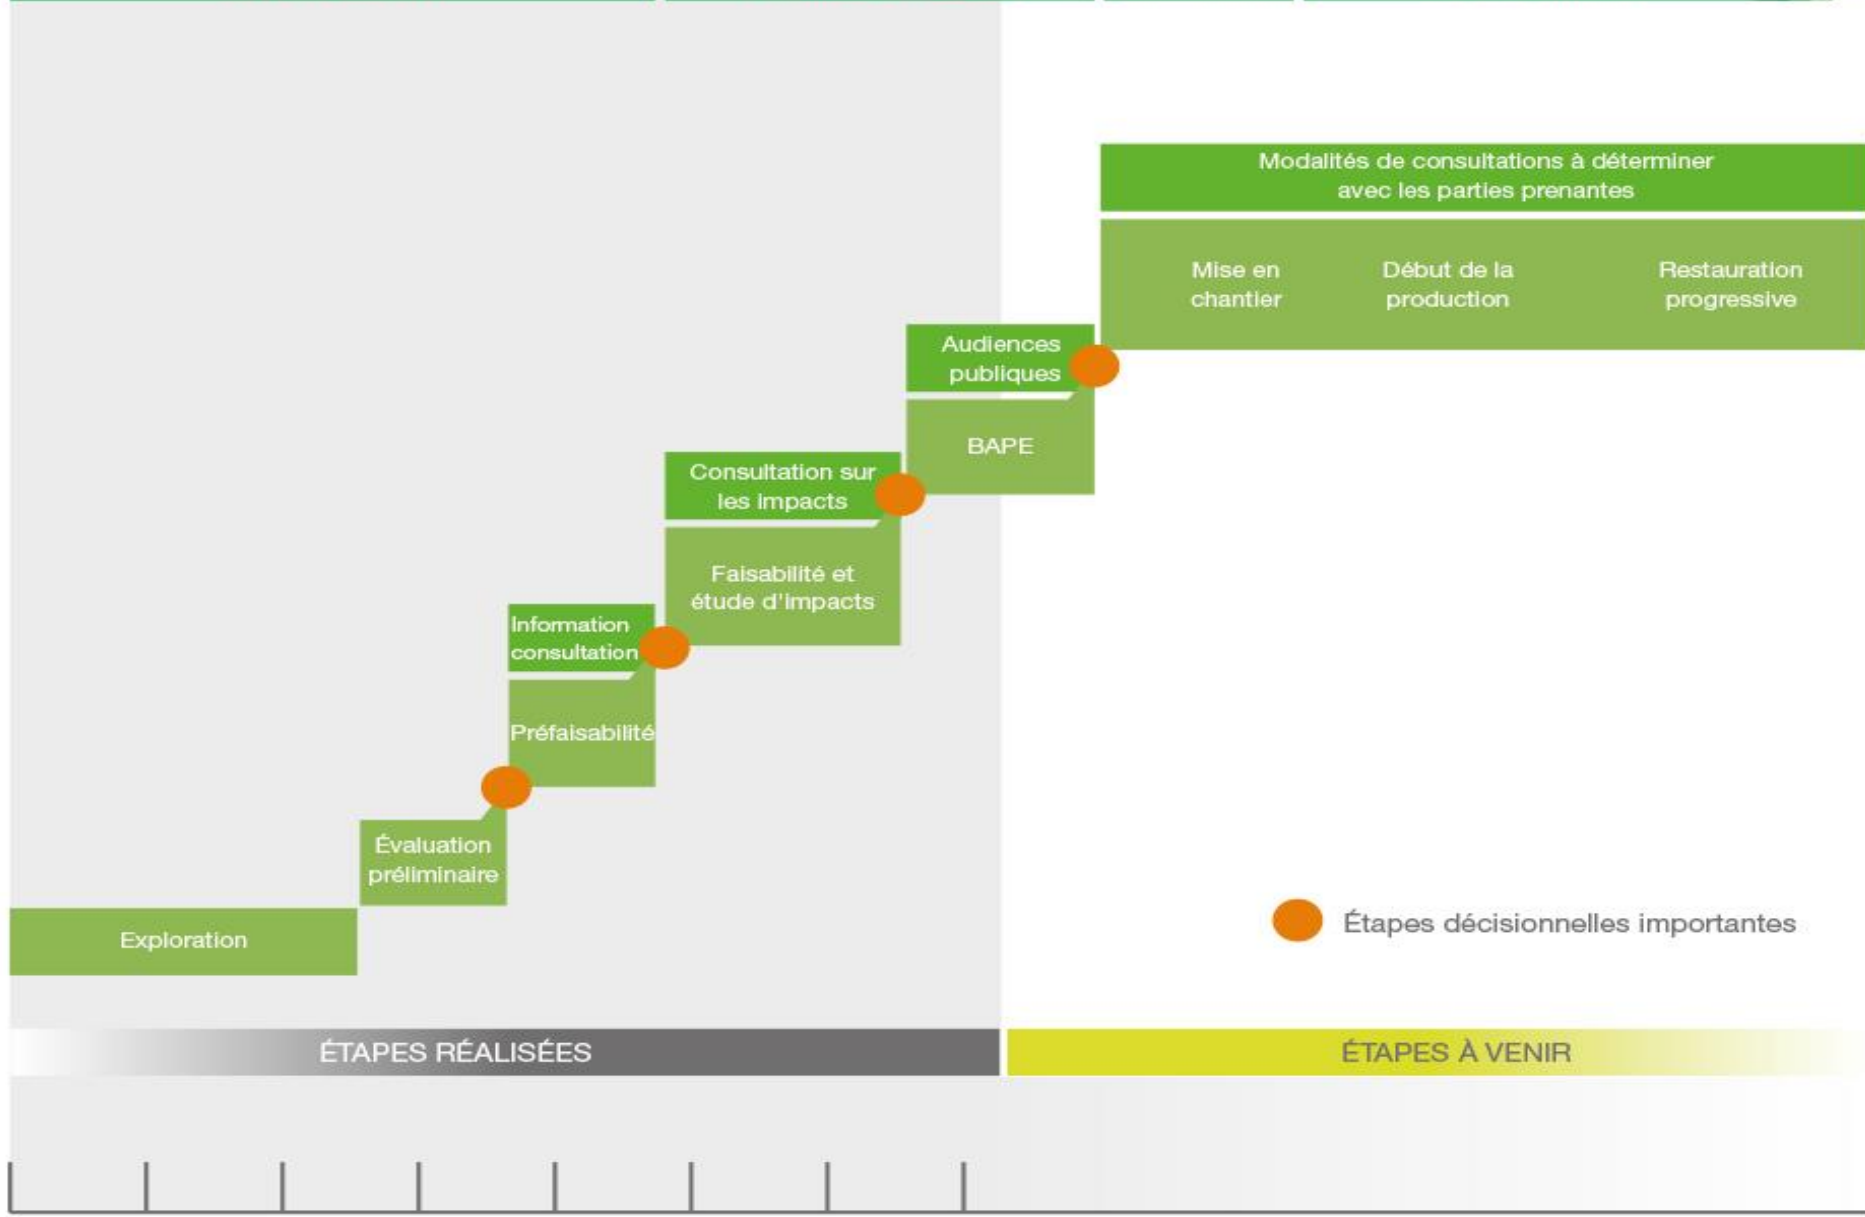 Modalités de consultations à déterminer
avec les parties prenantes
Mise en
chantier
Début de la
production
Restauration
progressive
Audiences
publiques
BAPE
Consultation sur
les impacts
Faisabilité et
étude d'impacts
Information
consultation
Préfaisabilité
Évaluation
préliminaire
Exploration
Étapes décisionnelles importantes
ÉTAPES RÉALISÉES
ÉTAPES À VENIR